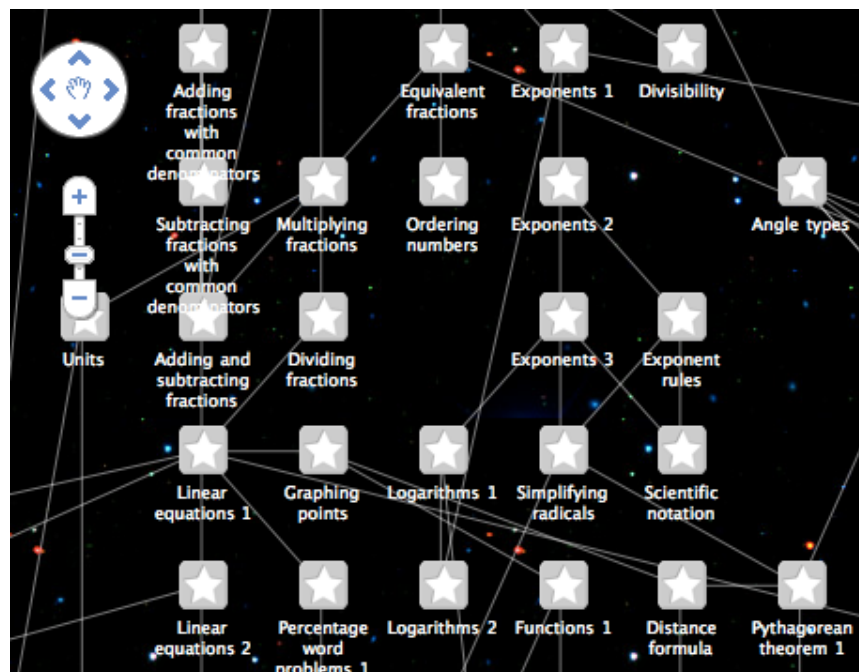 Adding
fractions
with
common
denominators
Equivalent
fractions
Exponents 1
Divisibility
Subtracting
fractions
with
common
denominators
Multiplying
fractions
Ordering
numbers
Exponents 2
Angle types
Units
Adding and
subtracting
fractions
Dividing
fractions
Exponents 3
Exponent
rules
Linear
equations 1
Graphing
points
Logarithms 1
Simplifying
radicals
Scientific
notation
Linear
equations 2
Percentage
word
problems 1
Logarithms 2
Functions 1
Distance
formula
Pythagorean
theorem 1